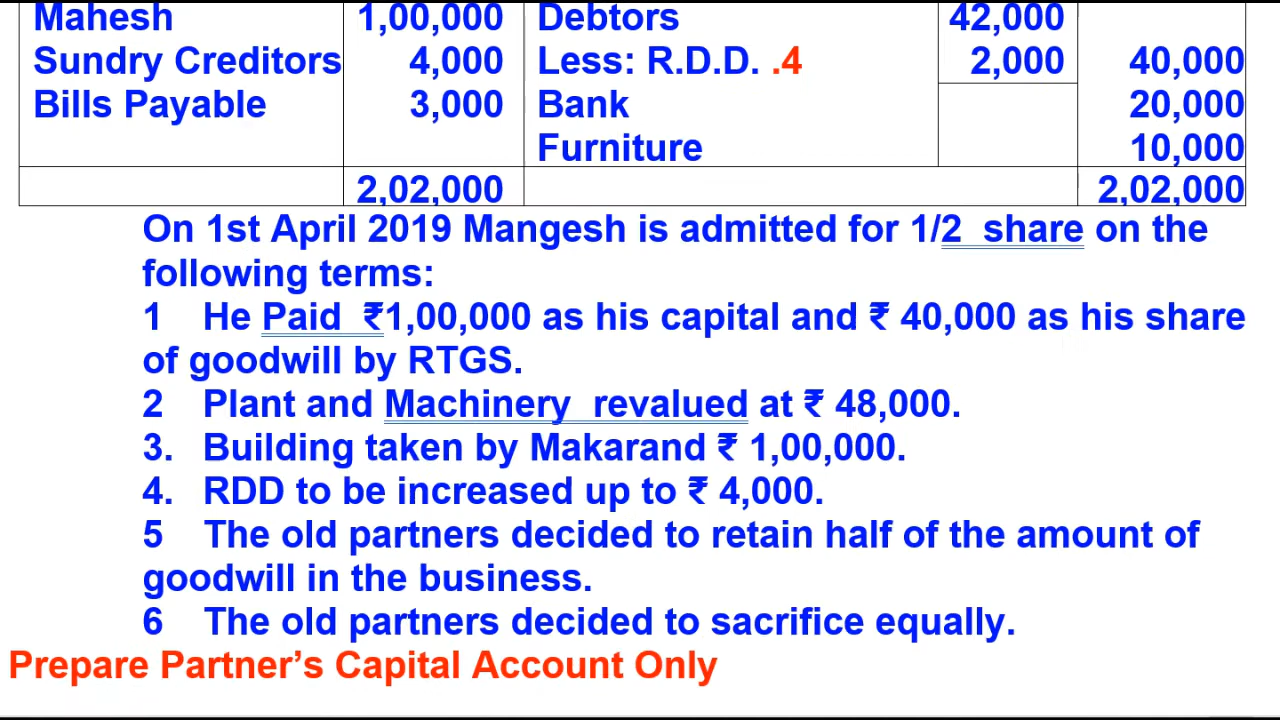 Mahesh 1,00,000 Debtors 42,000
Sundry Creditors 4,000 Less: R.D.D. .4 2,000 40,000
Bills Payable 3,000 Bank 20,000
Furniture 10,000
2,02,000 2,02,000
On 1st April 2019 Mangesh is admitted for 1/2 share on the
following terms:
1 He Paid ₹1,00,000 as his capital and ₹ 40,000 as his share
of goodwill by RTGS.
2 Plant and Machinery revalued at ₹ 48,000.
3. Building taken by Makarand ₹ 1,00,000.
4. RDD to be increased up to ₹ 4,000.
5 The old partners decided to retain half of the amount of
goodwill in the business.
6 The old partners decided to sacrifice equally.
Prepare Partner’s Capital Account Only